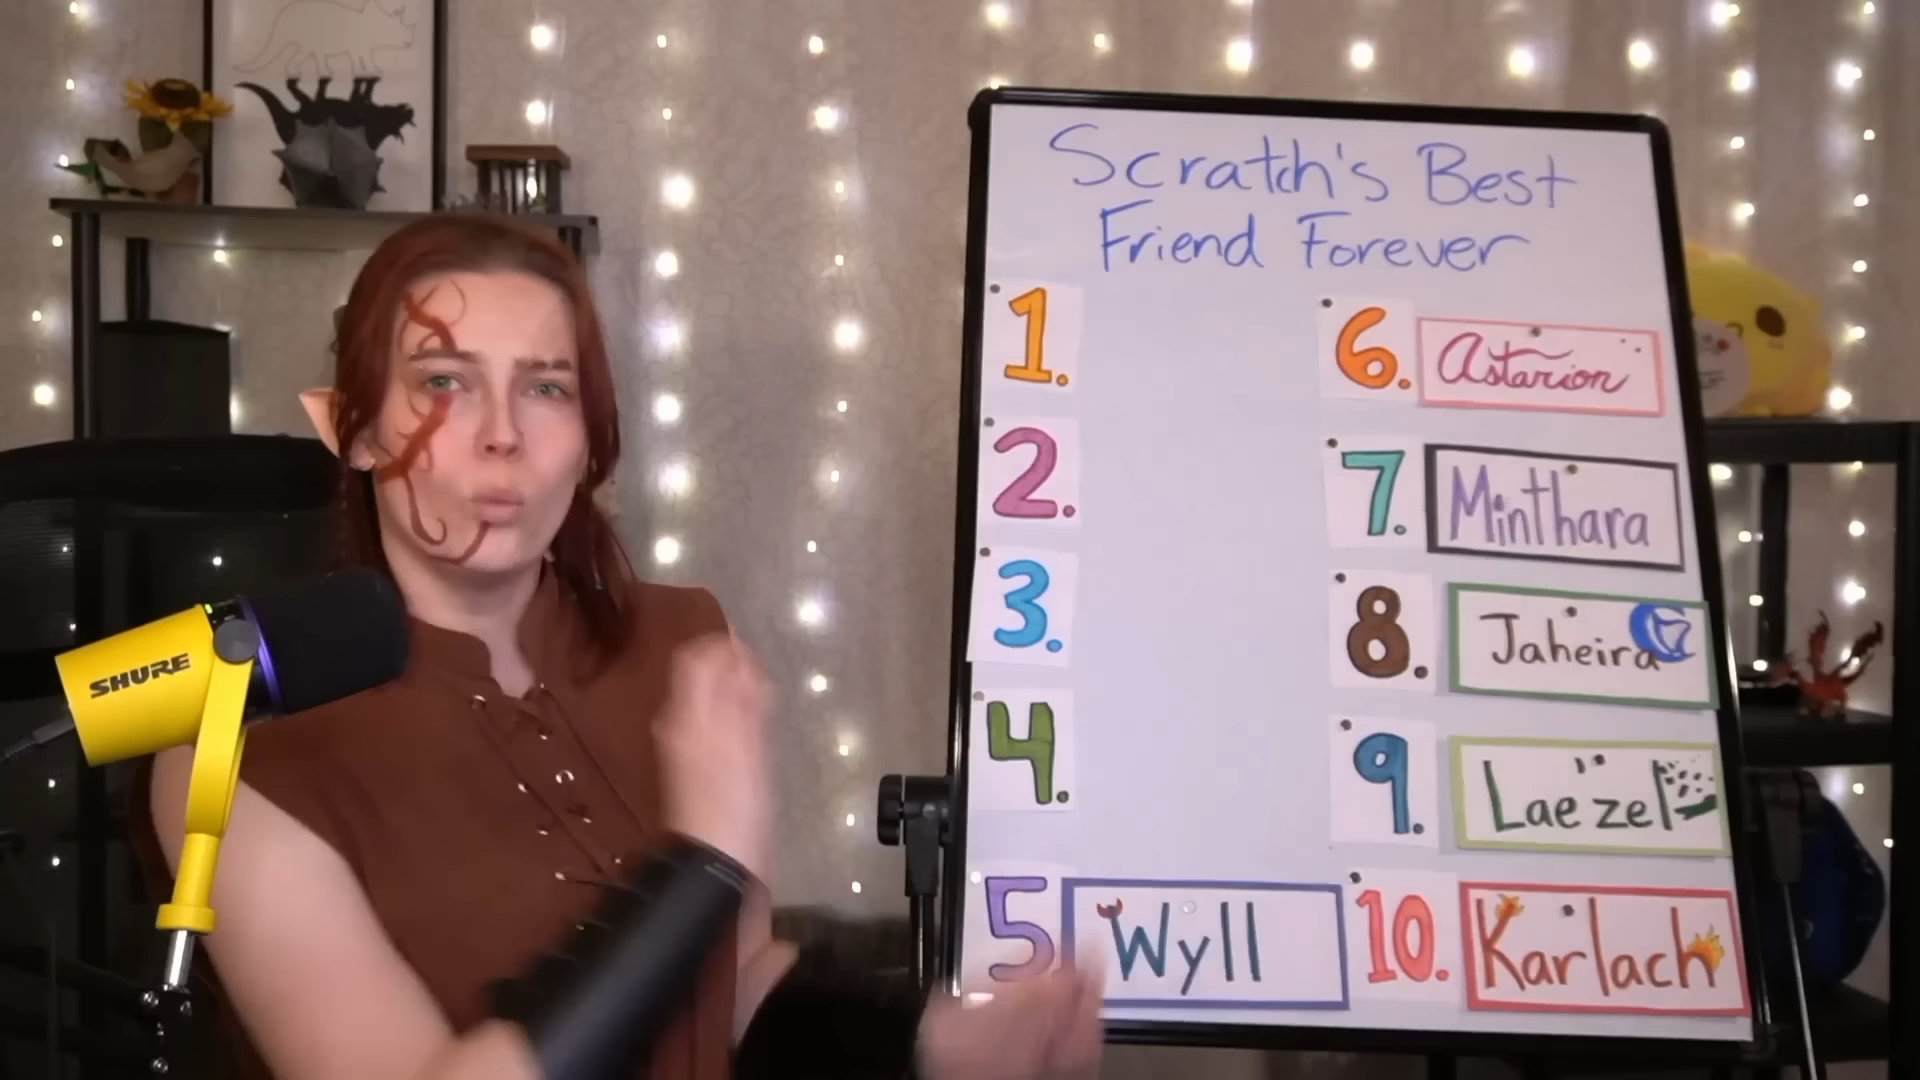 Scratch's Best
Friend Forever
1.
2.
3.
4.
5 Wyll
6. Astarion
7. Minthara
8. Jaheira
9. Lae'zel
10. Karlach
SHURE